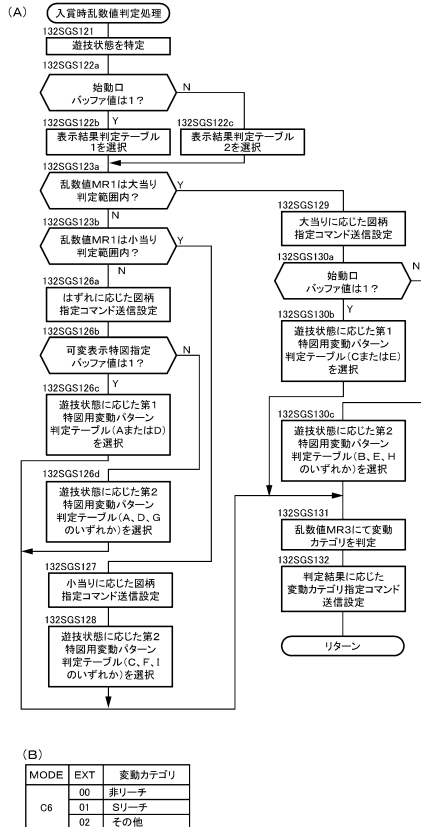 (A)
入賞時乱数値判定処理
132SGS121
遊技状態を特定
132SGS122a
始動口
バッファ値は1?
N
Y
132SGS122b
表示結果判定テーブル
1を選択
132SGS122c
表示結果判定テーブル
2を選択
132SGS123a
乱数値MR1は大当り
判定範囲内?
Y
N
132SGS123b
乱数値MR1は小当り
判定範囲内?
Y
N
132SGS126a
はずれに応じた図柄
指定コマンド送信設定
132SGS126b
可変表示特図指定
バッファ値は1?
N
Y
132SGS126c
遊技状態に応じた第1
特図用変動パターン
判定テーブル(AまたはD)
を選択
132SGS126d
遊技状態に応じた第2
特図用変動パターン
判定テーブル(A、D、G
のいずれか)を選択
132SGS127
小当りに応じた図柄
指定コマンド送信設定
132SGS128
遊技状態に応じた第2
特図用変動パターン
判定テーブル(C、F、I
のいずれか)を選択
132SGS129
大当りに応じた図柄
指定コマンド送信設定
132SGS130a
始動口
バッファ値は1?
N
Y
132SGS130b
遊技状態に応じた第1
特図用変動パターン
判定テーブル(CまたはE)
を選択
132SGS130c
遊技状態に応じた第2
特図用変動パターン
判定テーブル(B、E、H
のいずれか)を選択
132SGS131
乱数値MR3にて変動
カテゴリを判定
132SGS132
判定結果に応じた
変動カテゴリ指定コマンド
送信設定
リターン
(B)
MODE EXT 変動カテゴリ
C6 00 非リーチ
01 Sリーチ
02 その他